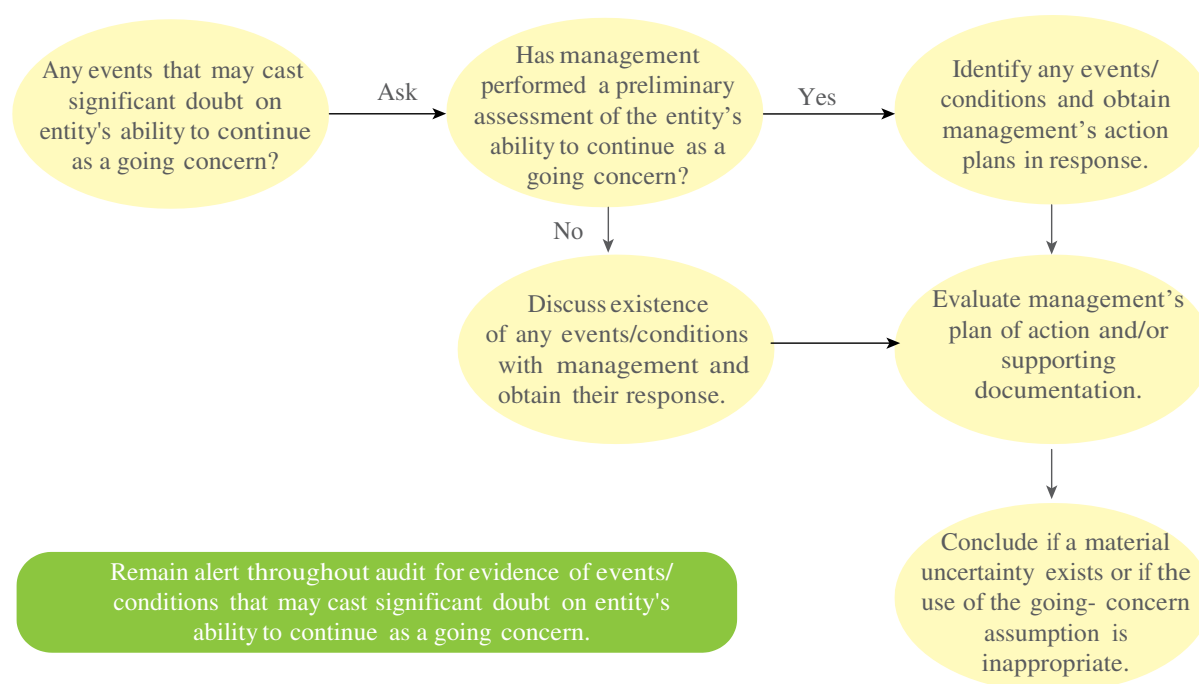 Any events that may cast
significant doubt on
entity's ability to continue
as a going concern?
Ask
Has management
performed a preliminary
assessment of the entity’s
ability to continue as a
going concern?
Yes
Identify any events/
conditions and obtain
management’s action
plans in response.
No
Discuss existence
of any events/conditions
with management and
obtain their response.
Evaluate management’s
plan of action and/or
supporting
documentation.
Conclude if a material
uncertainty exists or if the
use of the going- concern
assumption is
inappropriate.
Remain alert throughout audit for evidence of events/
conditions that may cast significant doubt on entity's
ability to continue as a going concern.